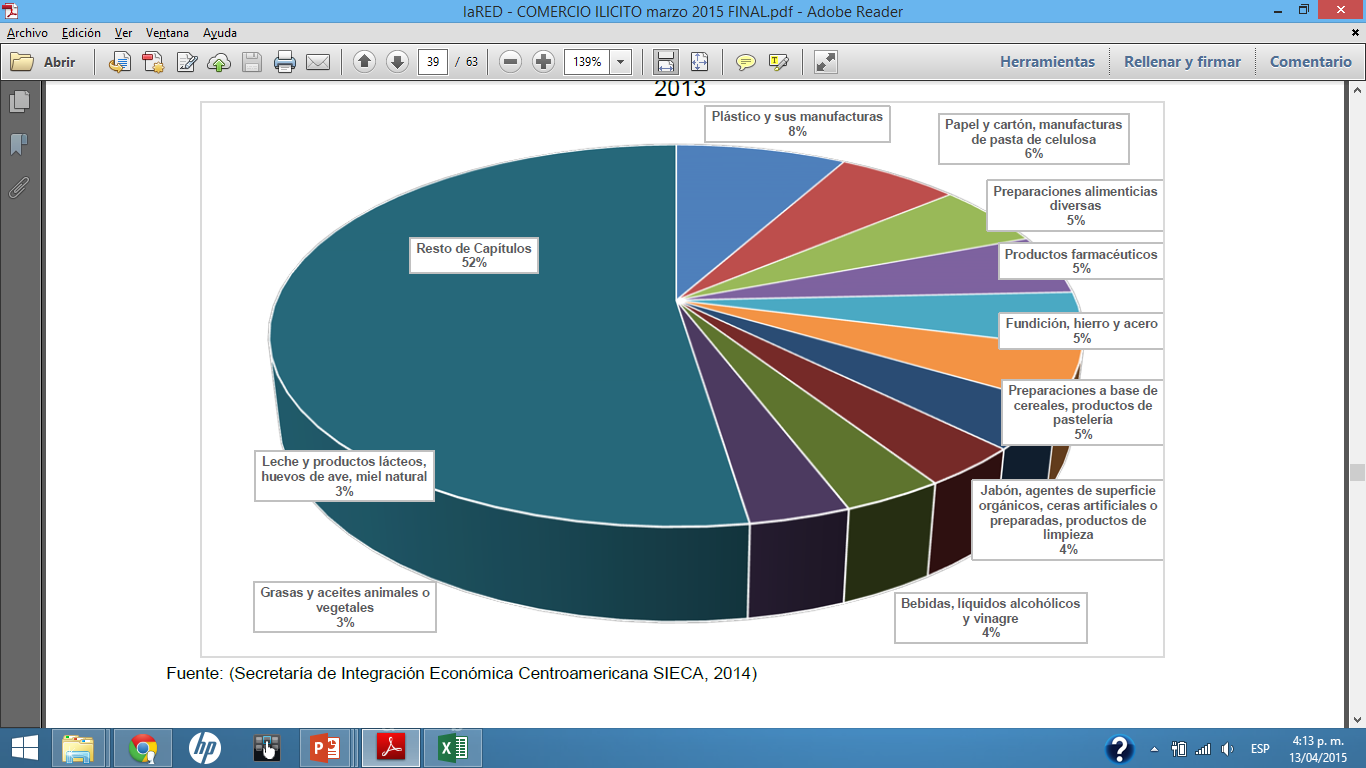 laRED - COMERCIO ILICITO marzo 2015 FINAL.pdf - Adobe Reader
Archivo Edición Ver Ventana Ayuda
Abrir 39 / 63 139% Herramientas Rellenar y firmar Comentario
2013
Plástico y sus manufacturas
8%
Papel y cartón, manufacturas
de pasta de celulosa
6%
Preparaciones alimenticias
diversas
5%
Productos farmacéuticos
5%
Fundición, hierro y acero
5%
Preparaciones a base de
cereales, productos de
pastelería
5%
Jabón, agentes de superficie
orgánicos, ceras artificiales o
preparadas, productos de
limpieza
4%
Bebidas, líquidos alcohólicos
y vinagre
4%
Grasas y aceites animales o
vegetales
3%
Leche y productos lácteos,
huevos de ave, miel natural
3%
Resto de Capítulos
52%
Fuente: (Secretaría de Integración Económica Centroamericana SIECA, 2014)
hp
ESP
4:13 p. m.
13/04/2015